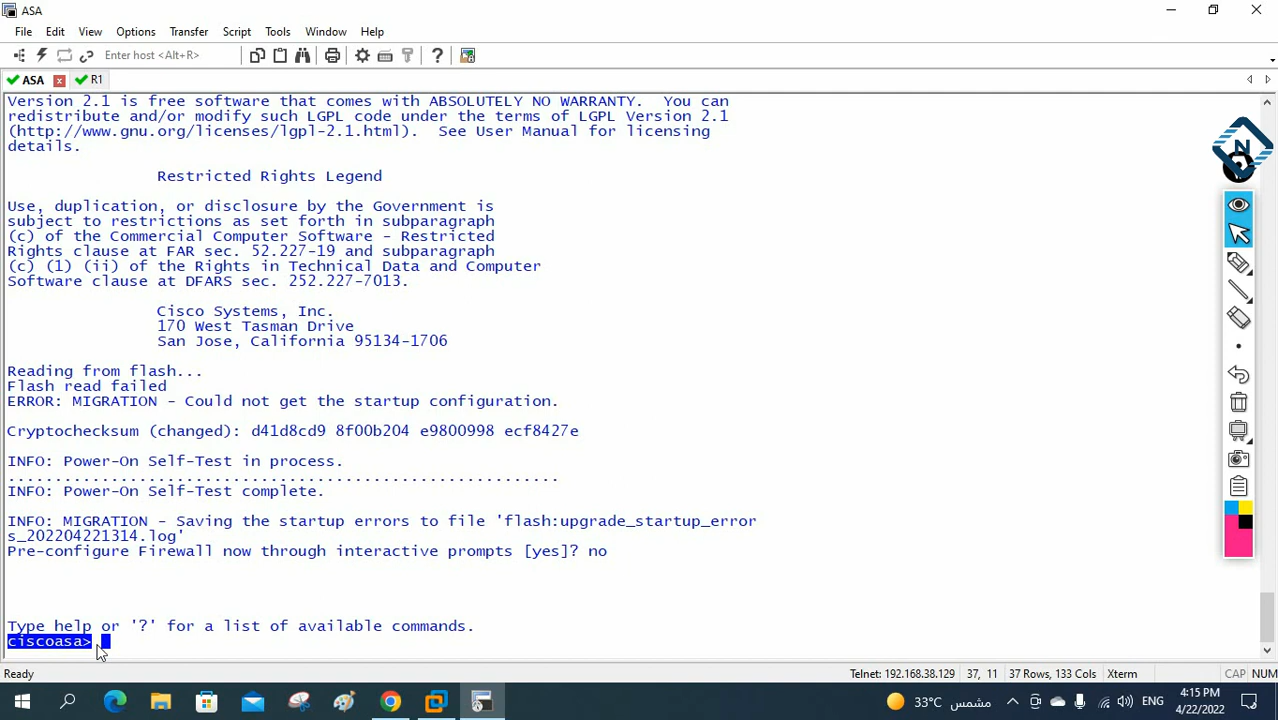 ASA
File Edit View Options Transfer Script Tools Window Help
Enter host <Alt+R>
ASA R1
Version 2.1 is free software that comes with ABSOLUTELY NO WARRANTY. You can
redistribute and/or modify such LGPL code under the terms of LGPL Version 2.1
(http://www.gnu.org/licenses/lgpl-2.1.html). See User Manual for licensing
details.
Restricted Rights Legend
Use, duplication, or disclosure by the Government is
subject to restrictions as set forth in subparagraph
(c) of the Commercial Computer Software - Restricted
Rights clause at FAR sec. 52.227-19 and subparagraph
(c) (1) (ii) of the Rights in Technical Data and Computer
Software clause at DFARS sec. 252.227-7013.
Cisco Systems, Inc.
170 West Tasman Drive
San Jose, California 95134-1706
Reading from flash...
Flash read failed
ERROR: MIGRATION - Could not get the startup configuration.
Cryptochecksum (changed): d41d8cd9 8f00b204 e9800998 ecf8427e
INFO: Power-On Self-Test in process.
...........................................................
INFO: Power-On Self-Test complete.
INFO: MIGRATION - Saving the startup errors to file 'flash:upgrade_startup_error
s_202204221314.log'
Pre-configure Firewall now through interactive prompts [yes]? no
Type help or '?' for a list of available commands.
ciscoasa>
Ready Telnet: 192.168.38.129 37, 11 37 Rows, 133 Cols Xterm CAP NUM
33°C مشمس ENG 4:15 PM
4/22/2022
N